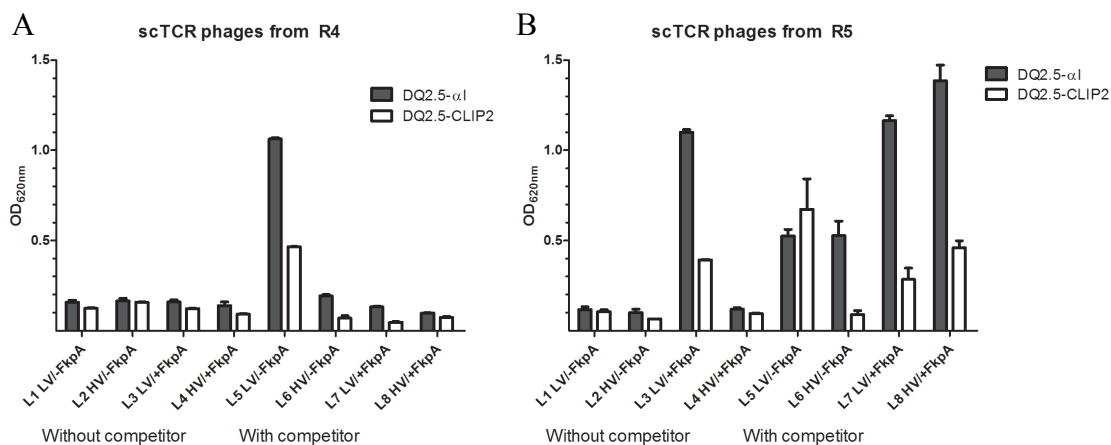 A
scTCR phages from R4
1.5
1.0
0.5
OD620nm
DQ2.5-αI
DQ2.5-CLIP2
L1 LV/-FkpA
L2 HV/-FkpA
L3 LV/+FkpA
L4 HV/+FkpA
L5 LV/-FkpA
L6 HV/-FkpA
L7 LV/+FkpA
L8 HV/+FkpA
Without competitor
With competitor
B
scTCR phages from R5
1.5
1.0
0.5
OD620nm
DQ2.5-αI
DQ2.5-CLIP2
L1 LV/-FkpA
L2 HV/-FkpA
L3 LV/+FkpA
L4 HV/+FkpA
L5 LV/-FkpA
L6 HV/-FkpA
L7 LV/+FkpA
L8 HV/+FkpA
Without competitor
With competitor